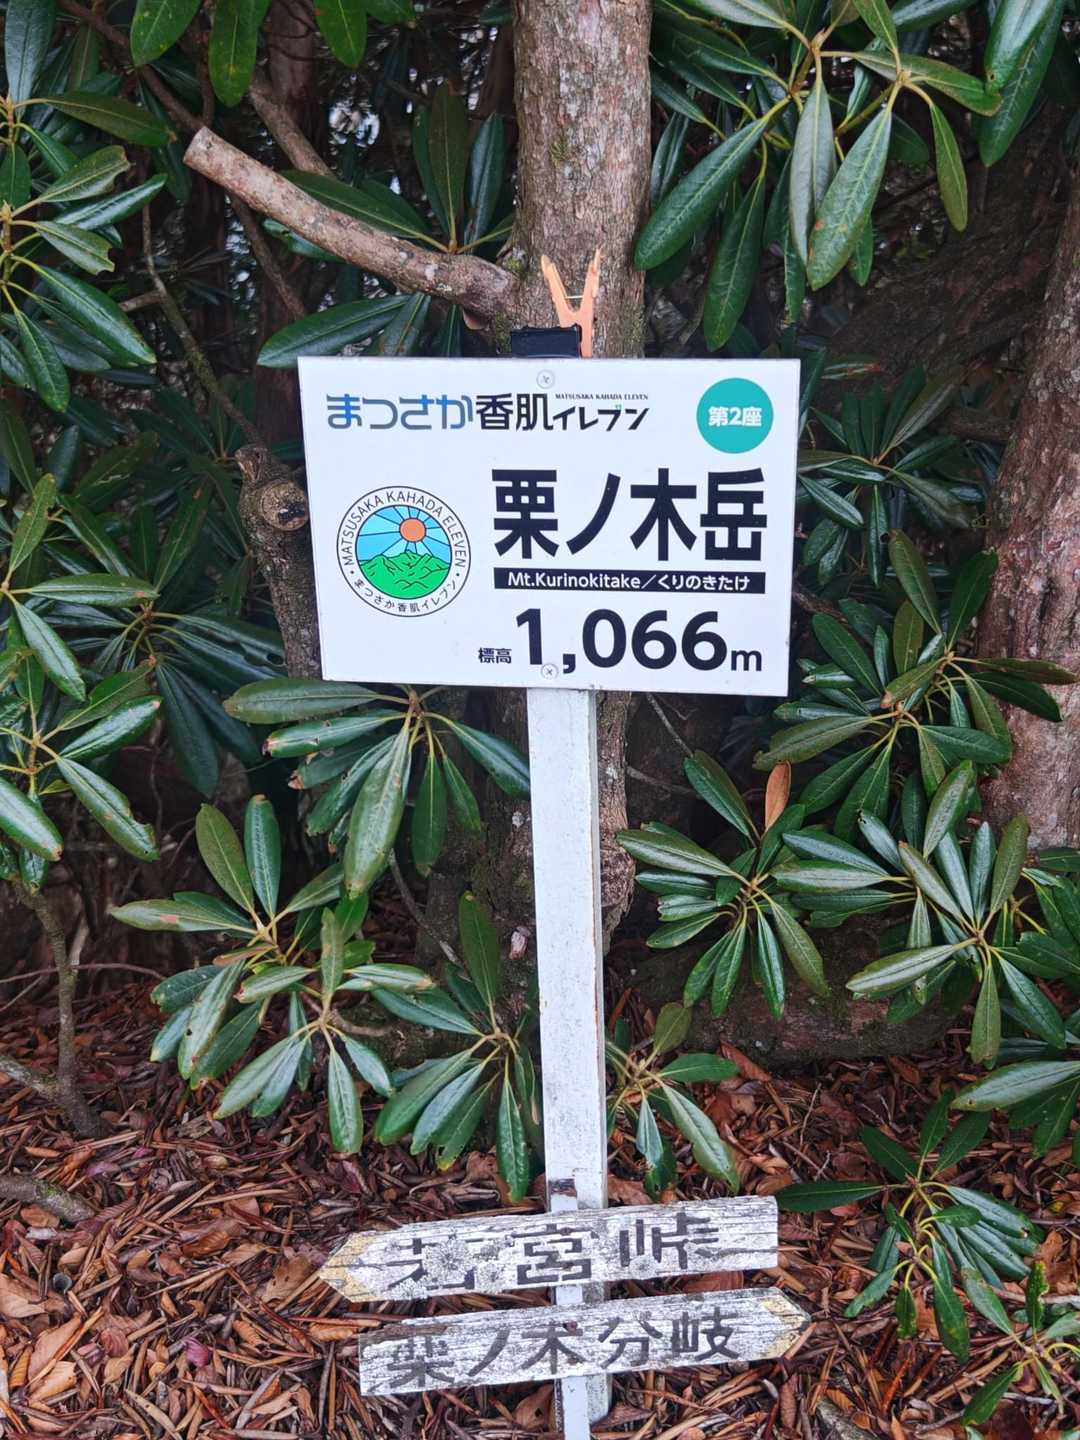 まつさか香肌イレブン
MATSUSAKA KAHADA ELEVEN
第2座
栗ノ木岳
Mt.Kurinokitake／くりのきたけ
標高 1,066m
MATSUSAKA KAHADA ELEVEN
まつさか香肌イレブン
若宮峠
栗ノ木分岐